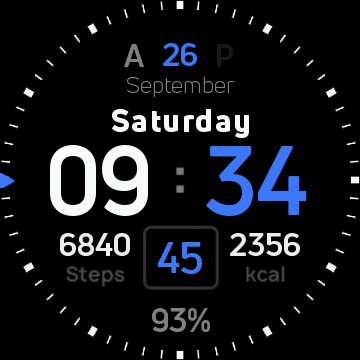 A 26 P
September
Saturday
09 : 34
6840 45 2356
Steps kcal
93%